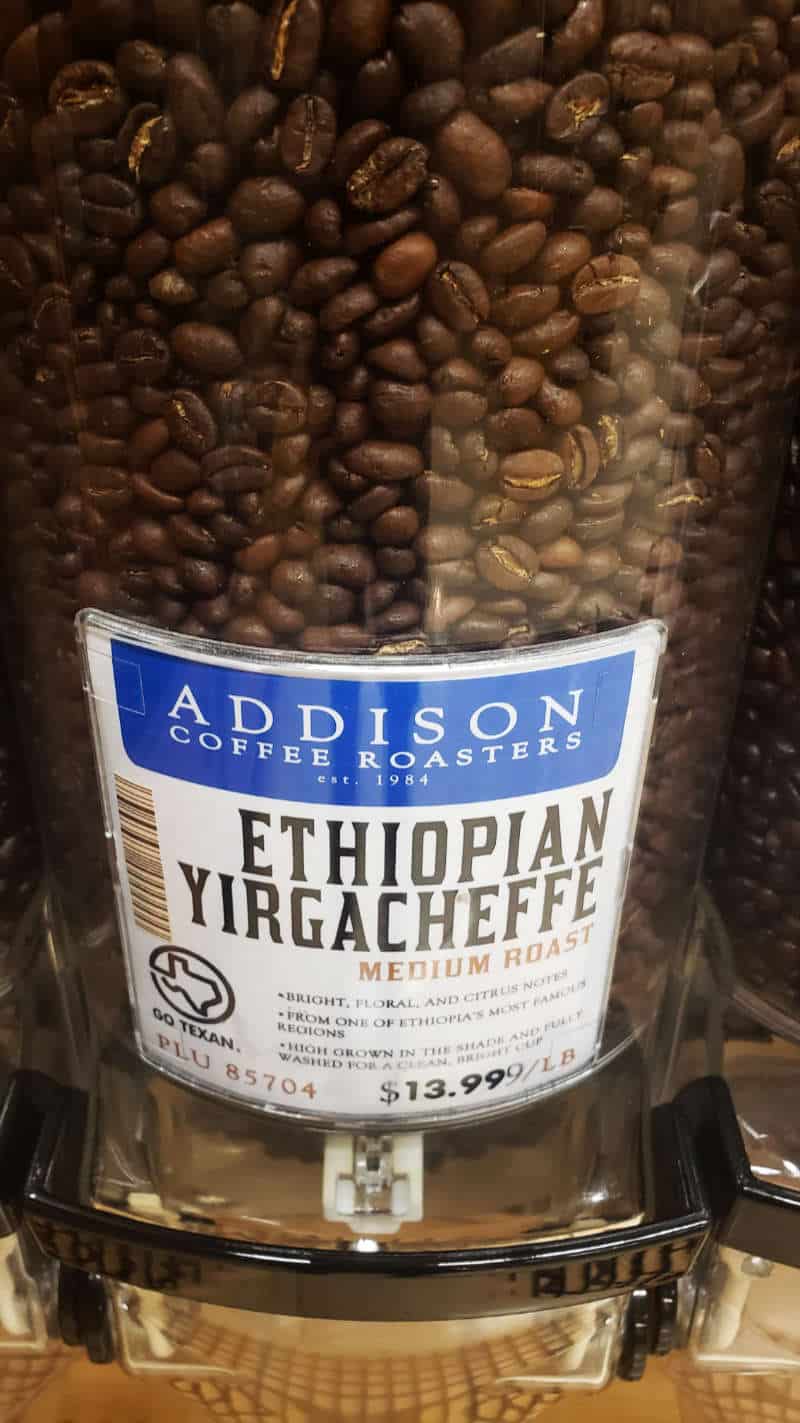 ADDISON
COFFEE ROASTERS
est. 1984
ETHIOPIAN
YIRGACHEFFE
MEDIUM ROAST
•BRIGHT, FLORAL, AND CITRUS NOTES
•FROM ONE OF ETHIOPIA'S MOST FAMOUS
REGIONS
•HIGH GROWN IN THE SHADE AND FULLY
WASHED FOR A CLEAN, BRIGHT CUP
GO TEXAN.
PLU 85704
$13.999/LB